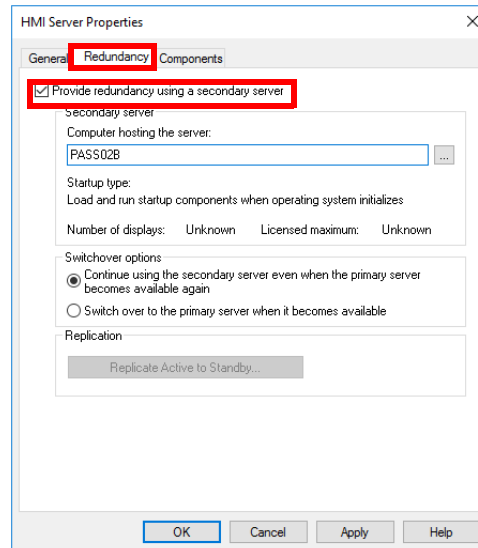 HMI Server Properties
General Redundancy Components
Provide redundancy using a secondary server
Secondary server
Computer hosting the server:
PASS02B
...
Startup type:
Load and run startup components when operating system initializes
Number of displays: Unknown Licensed maximum: Unknown
Switchover options
Continue using the secondary server even when the primary server
becomes available again
Switch over to the primary server when it becomes available
Replication
Replicate Active to Standby...
OK Cancel Apply Help